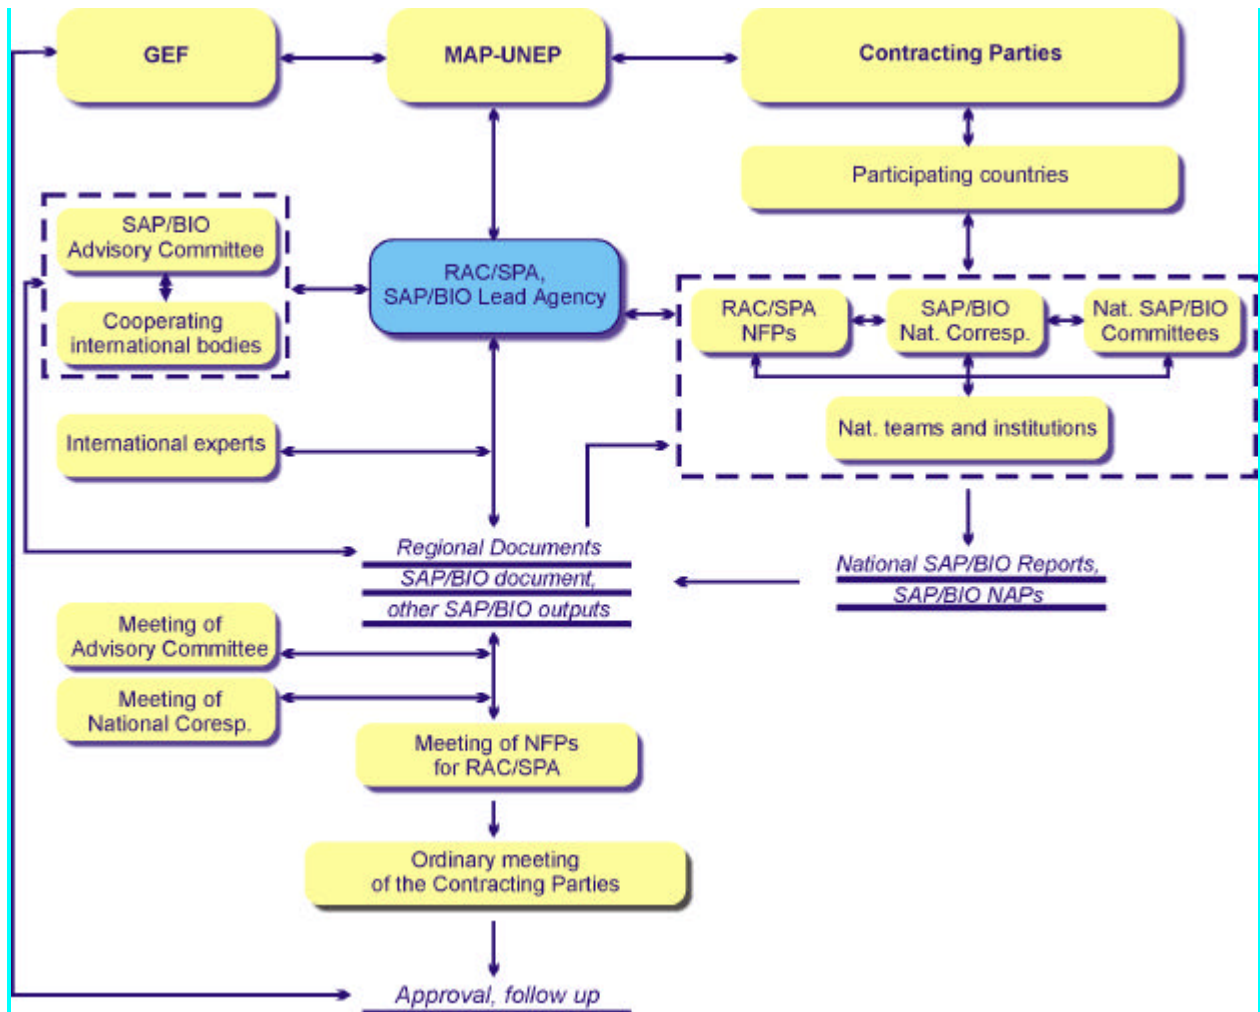 GEF
MAP-UNEP
Contracting Parties
Participating countries
SAP/BIO
Advisory Committee
Cooperating
international bodies
RAC/SPA,
SAP/BIO Lead Agency
RAC/SPA
NFPs
SAP/BIO
Nat. Corresp.
Nat. SAP/BIO
Committees
Nat. teams and institutions
International experts
Regional Documents
SAP/BIO document,
other SAP/BIO outputs
National SAP/BIO Reports,
SAP/BIO NAPs
Meeting of
Advisory Committee
Meeting of
National Coresp.
Meeting of NFPs
for RAC/SPA
Ordinary meeting
of the Contracting Parties
Approval, follow up